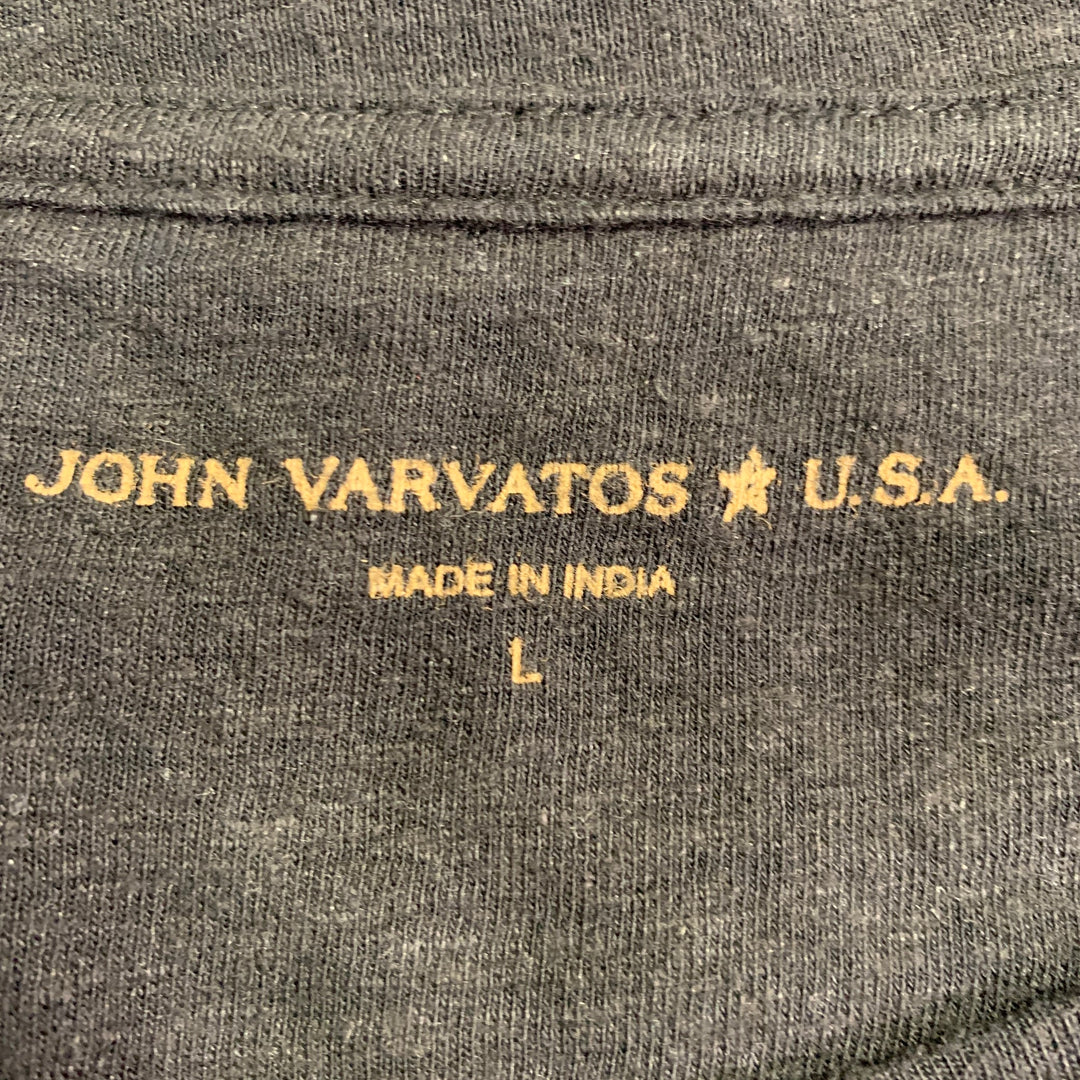 JOHN VARVATOS ★ U.S.A.
MADE IN INDIA
L